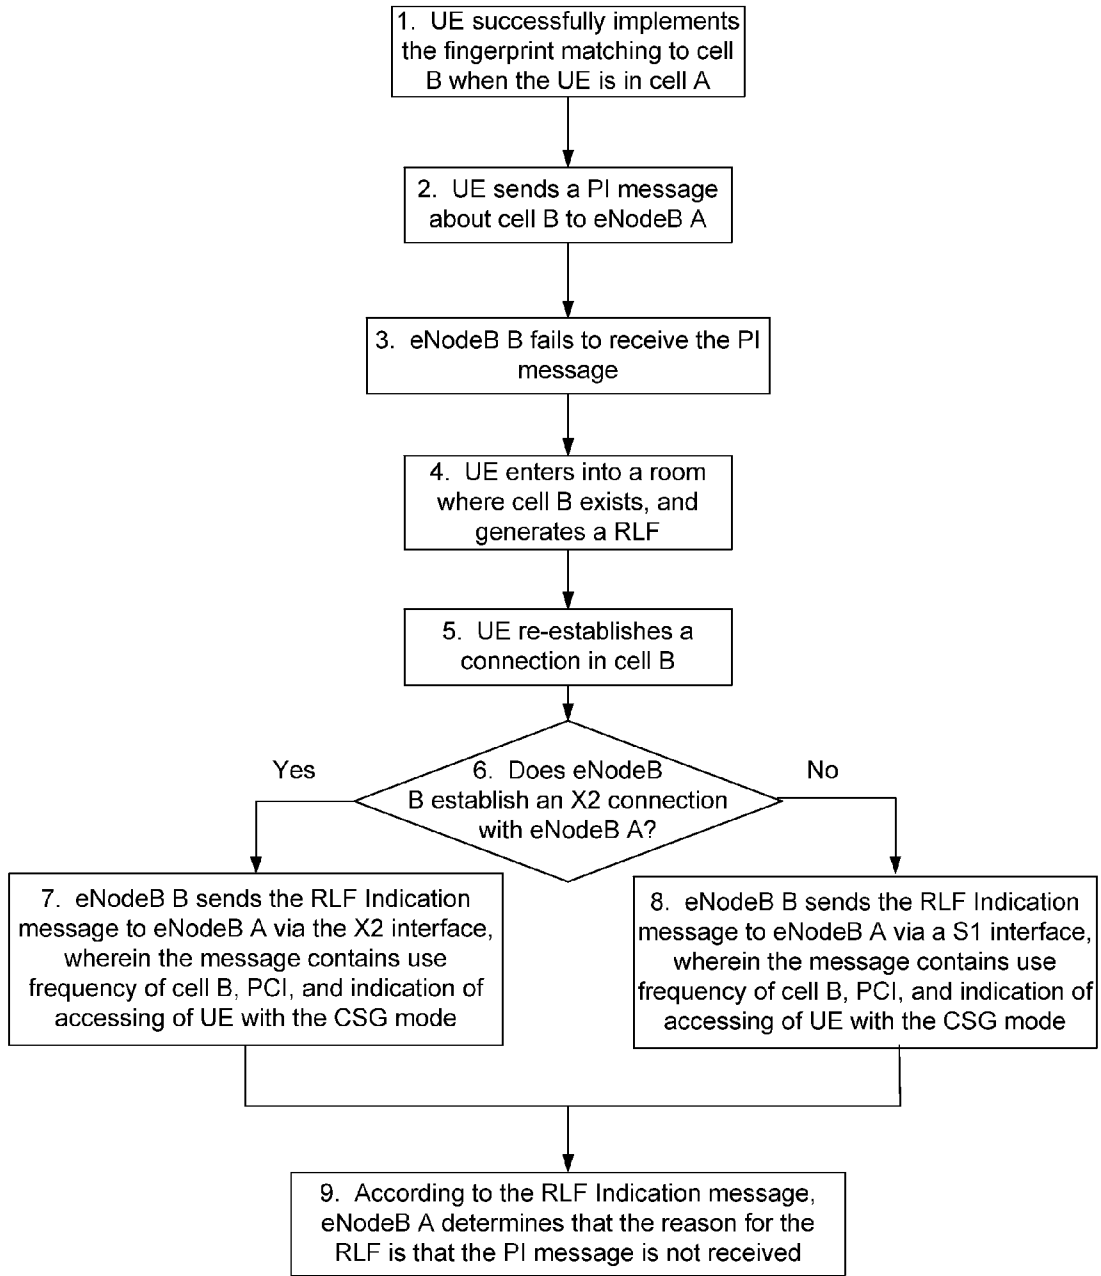 1. UE successfully implements
the fingerprint matching to cell
B when the UE is in cell A
2. UE sends a PI message
about cell B to eNodeB A
3. eNodeB B fails to receive the PI
message
4. UE enters into a room
where cell B exists, and
generates a RLF
5. UE re-establishes a
connection in cell B
Yes
6. Does eNodeB
B establish an X2 connection
with eNodeB A?
No
7. eNodeB B sends the RLF Indication
message to eNodeB A via the X2 interface,
wherein the message contains use
frequency of cell B, PCI, and indication of
accessing of UE with the CSG mode
8. eNodeB B sends the RLF Indication
message to eNodeB A via a S1 interface,
wherein the message contains use
frequency of cell B, PCI, and indication of
accessing of UE with the CSG mode
9. According to the RLF Indication message,
eNodeB A determines that the reason for the
RLF is that the PI message is not received